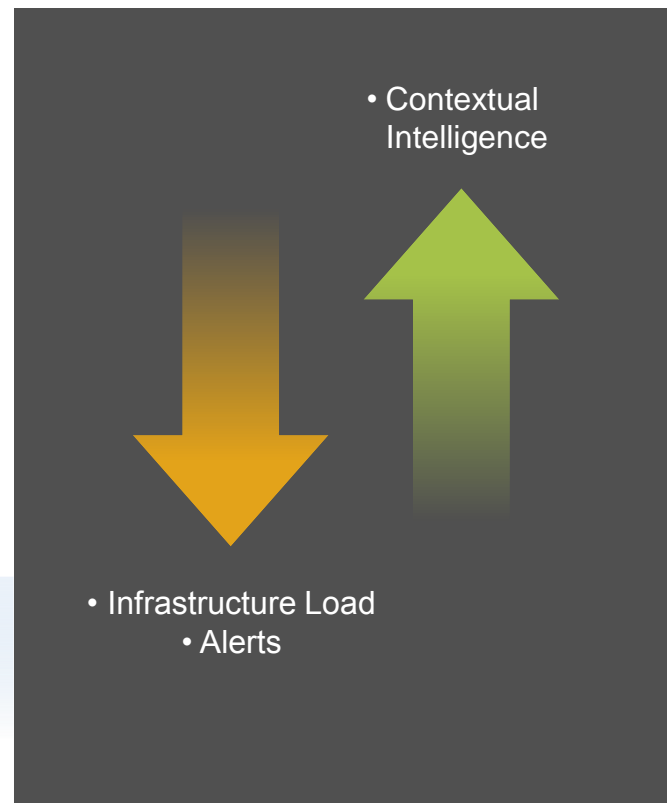 • Contextual
Intelligence
• Infrastructure Load
• Alerts